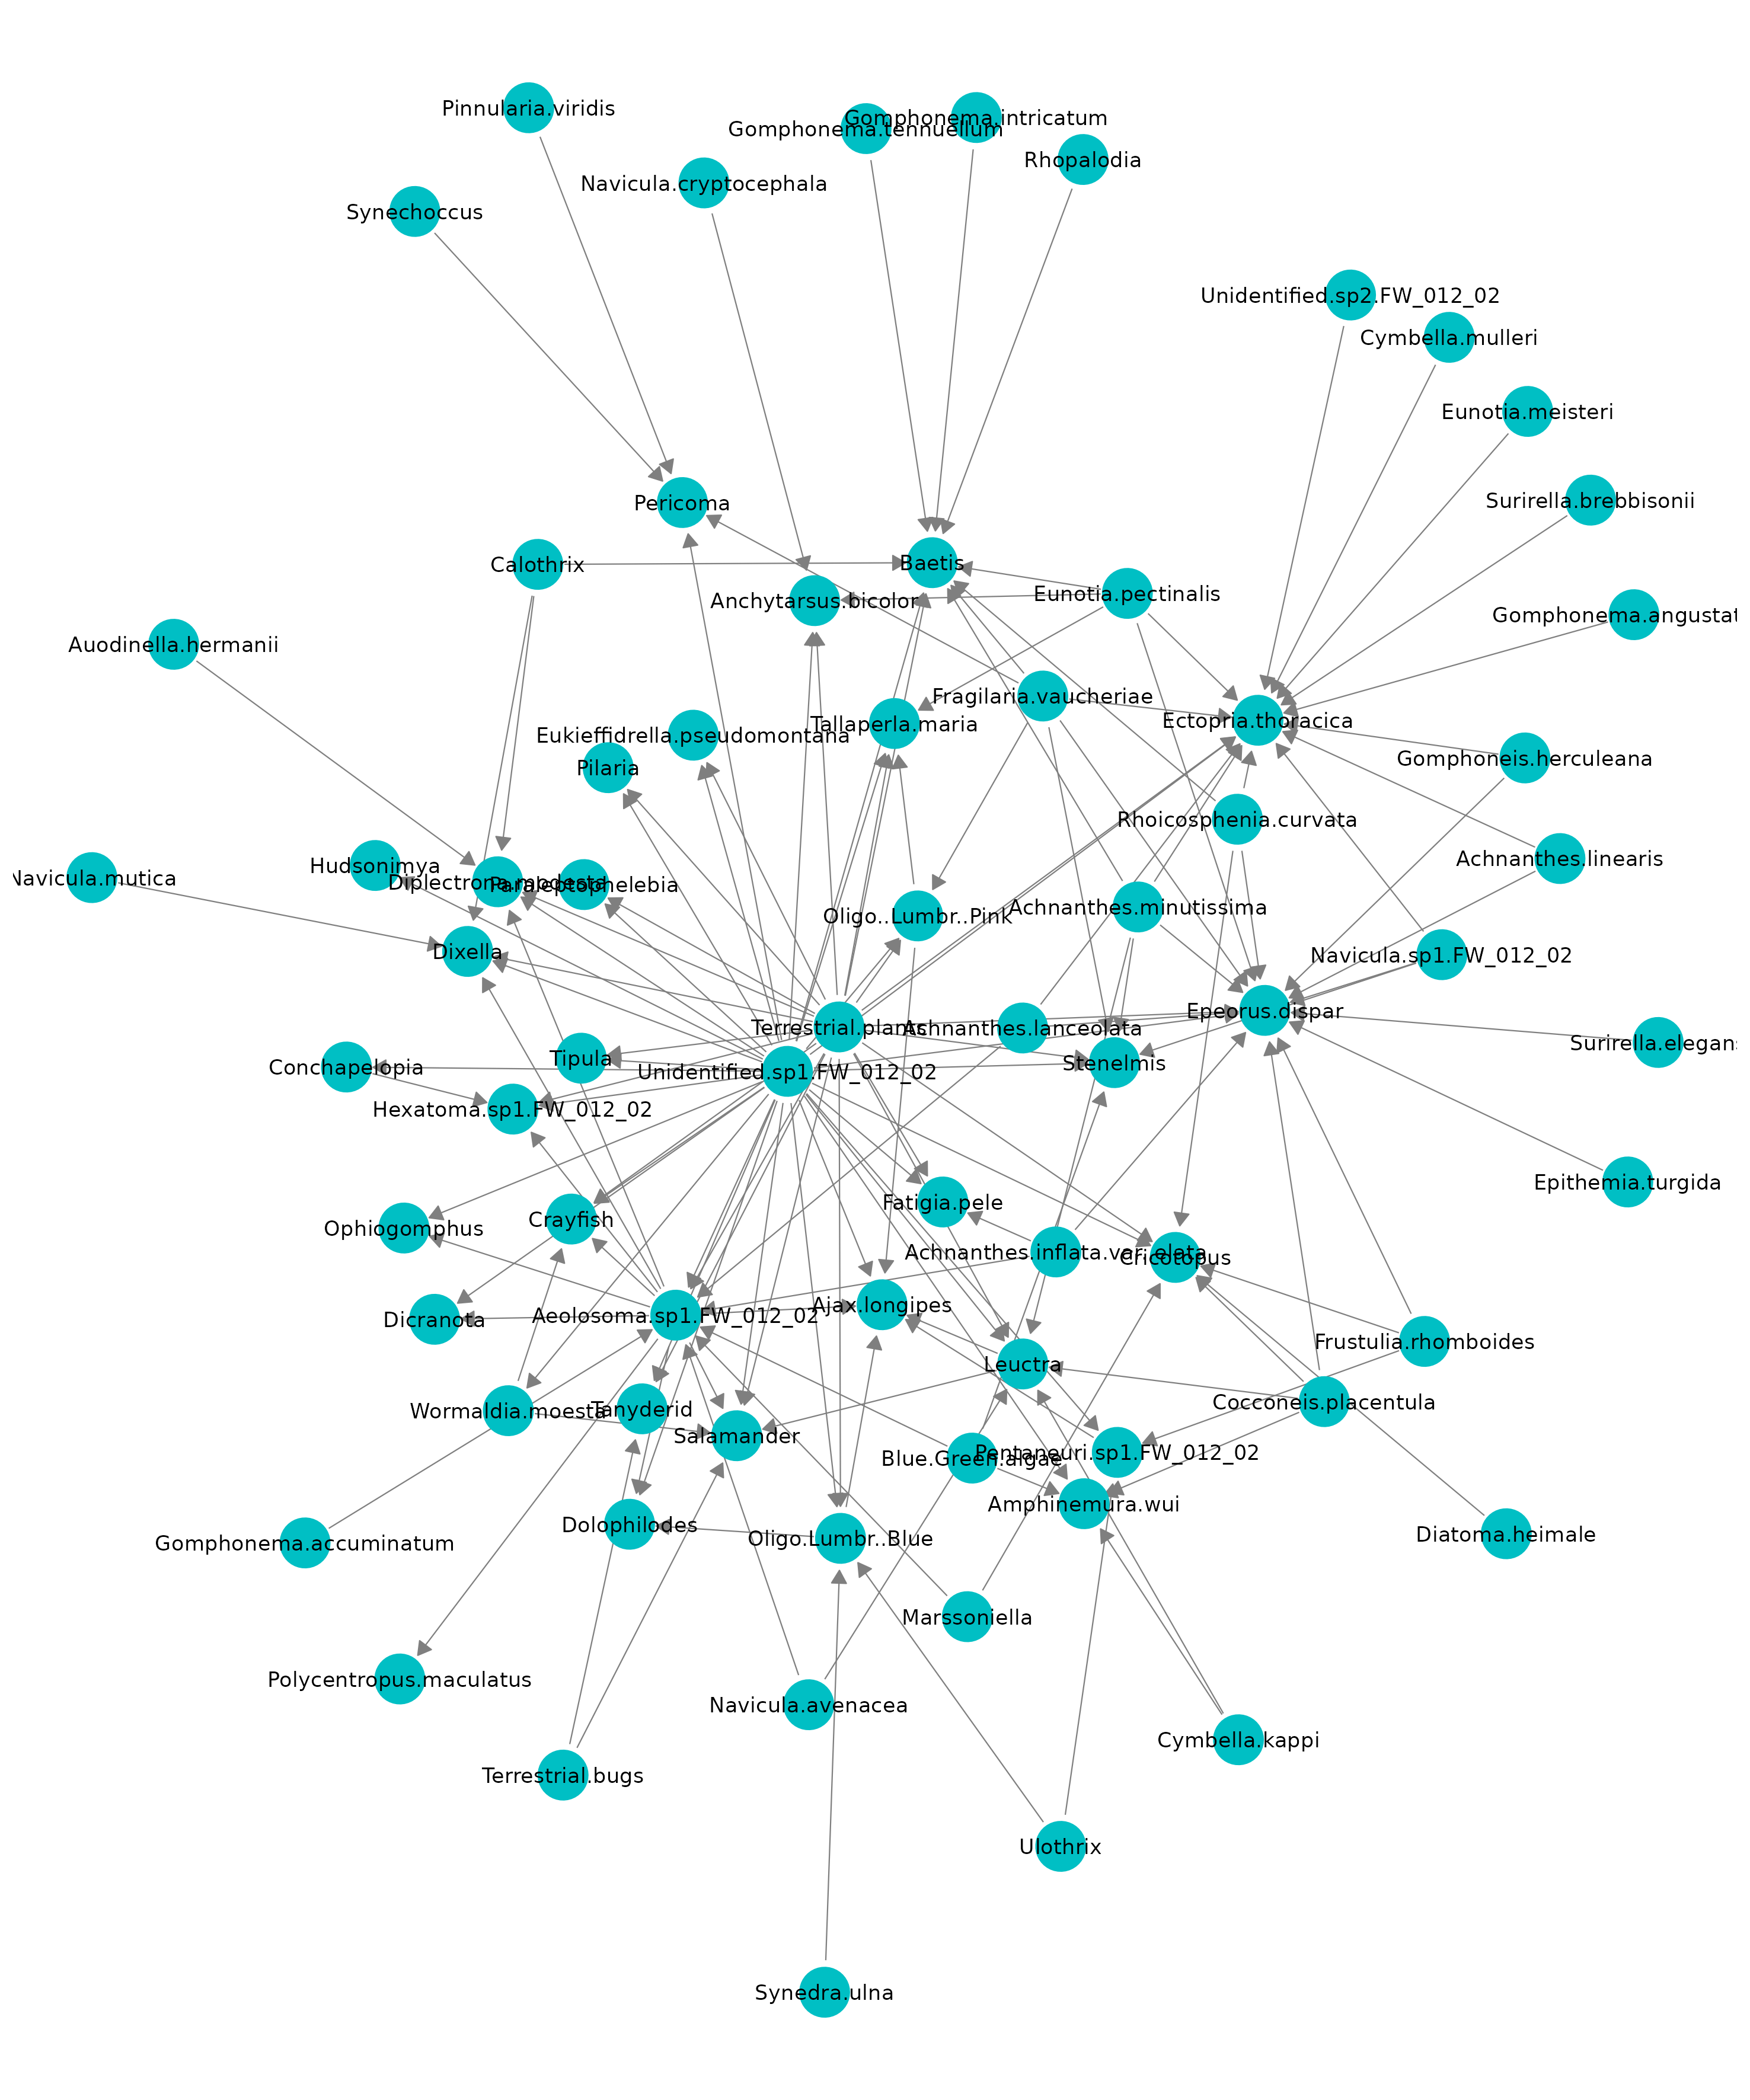 Pinnularia.viridis
Gomphonema.intricatum
Gomphonema.tennuellum
Rhopalodia
Navicula.cryptocephala
Synechoccus
Unidentified.sp2.FW_012_02
Cymbella.mulleri
Eunotia.meisteri
Surirella.brebbisonii
Pericoma
Baetis
Calothrix
Eunotia.pectinalis
Anchytarsus.bicolor
Gomphonema.angustat
Auodinella.hermanii
Fragilaria.vaucheriae
Ectopria.thoracica
Tallaperla.maria
Eukieffidrella.pseudomontana
Gomphoneis.herculeana
Pilaria
Rhoicosphenia.curvata
Achnanthes.linearis
Hudsonimya
Navicula.mutica
Diplectrona.modesta
Paraleptophelebia
Achnanthes.minutissima
Oligo..Lumbr..Pink
Dixella
Navicula.sp1.FW_012_02
Epeorus.dispar
Terrestrial.plants
Achnanthes.lanceolata
Surirella.elegans
Tipula
Stenelmis
Conchapelopia
Unidentified.sp1.FW_012_02
Hexatoma.sp1.FW_012_02
Epithemia.turgida
Fatigia.pele
Crayfish
Ophiogomphus
Achnanthes.inflata.var..elata
Cricotopus
Ajax.longipes
Aeolosoma.sp1.FW_012_02
Dicranota
Frustulia.rhomboides
Leuctra
Cocconeis.placentula
Wormaldia.moesta
Tanyderid
Salamander
Pentaneuri.sp1.FW_012_02
Blue.Green.algae
Amphinemura.wui
Dolophilodes
Diatoma.heimale
Oligo.Lumbr..Blue
Gomphonema.accuminatum
Marssoniella
Polycentropus.maculatus
Navicula.avenacea
Cymbella.kappi
Terrestrial.bugs
Ulothrix
Synedra.ulna